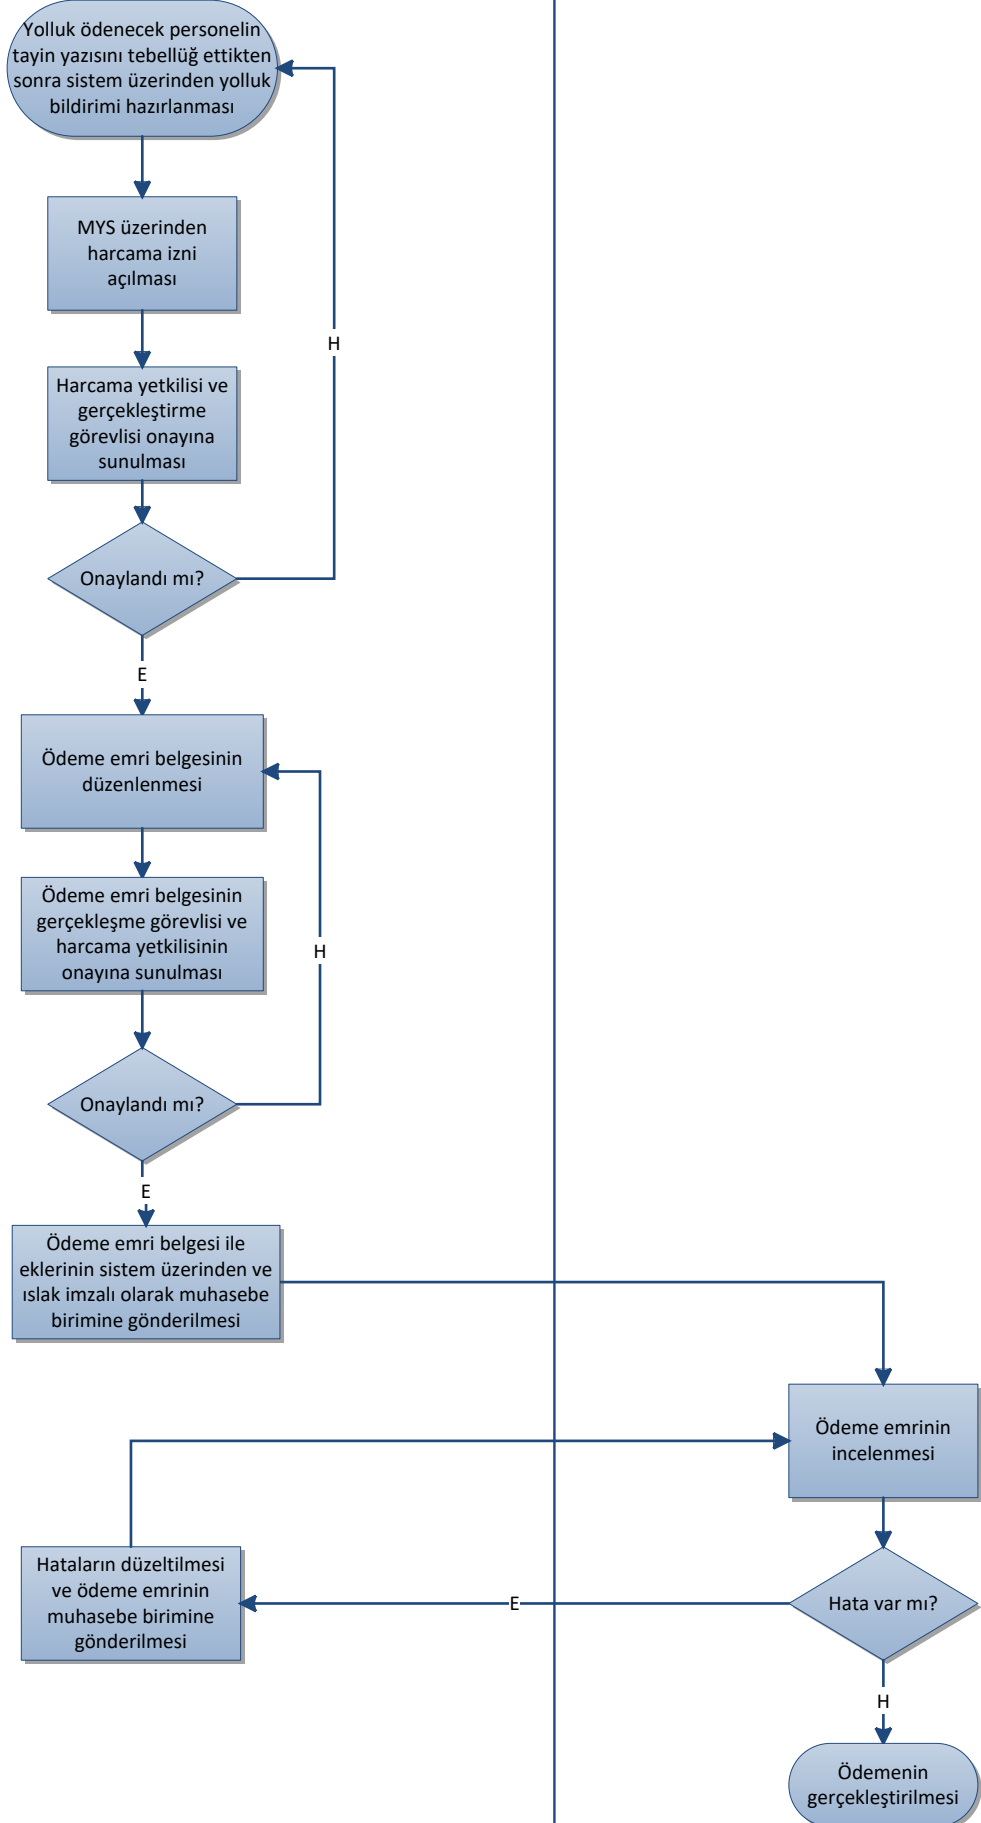 Yolluk ödenecek personelin
tayin yazısını tebellüğ ettikten
sonra sistem üzerinden yolluk
bildirimi hazırlanması
MYS üzerinden
harcama izni
açılması
H
Harcama yetkilisi ve
gerçekleştirme
görevlisi onayına
sunulması
Onaylandı mı?
E
Ödeme emri belgesinin
düzenlenmesi
Ödeme emri belgesinin
gerçekleşme görevlisi ve
harcama yetkilisinin
onayına sunulması
H
Onaylandı mı?
E
Ödeme emri belgesi ile
eklerinin sistem üzerinden ve
ıslak imzalı olarak muhasebe
birimine gönderilmesi
Ödeme emrinin
incelenmesi
Hataların düzeltilmesi
ve ödeme emrinin
muhasebe birimine
gönderilmesi
E
Hata var mı?
H
Ödemenin
gerçekleştirilmesi